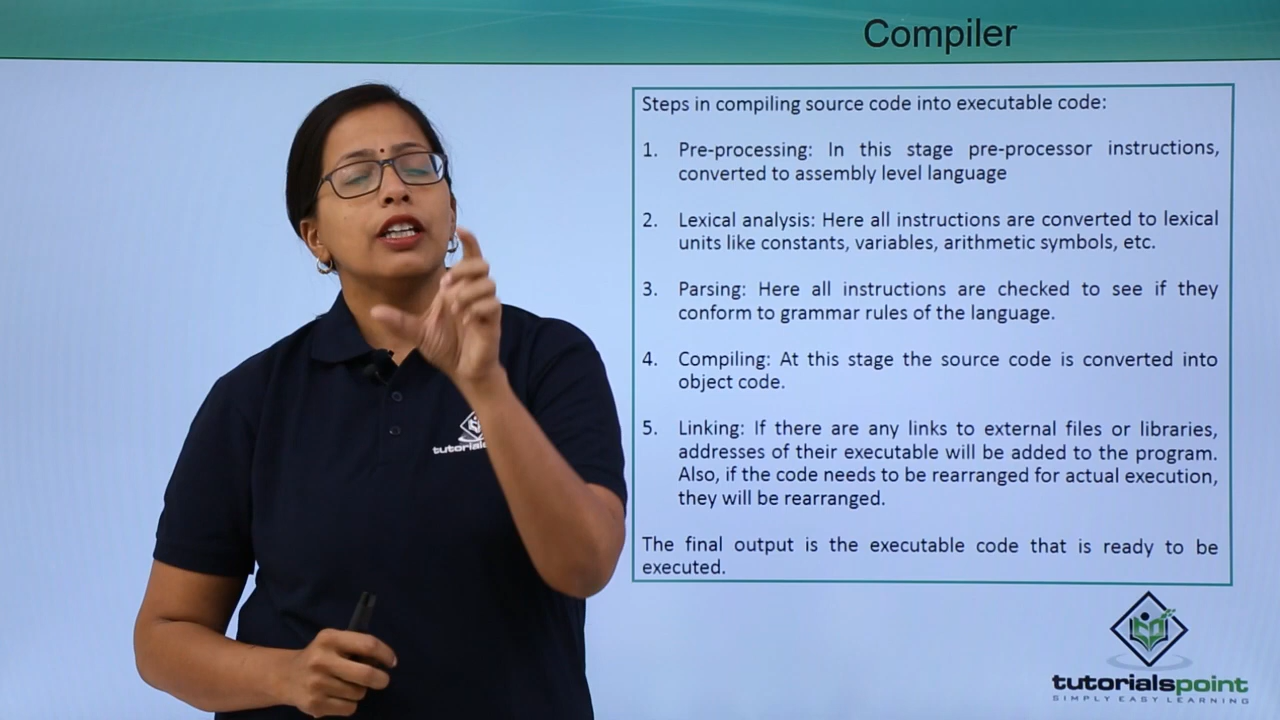 Compiler
Steps in compiling source code into executable code:
1. Pre-processing: In this stage pre-processor instructions,
converted to assembly level language
2. Lexical analysis: Here all instructions are converted to lexical
units like constants, variables, arithmetic symbols, etc.
3. Parsing: Here all instructions are checked to see if they
conform to grammar rules of the language.
4. Compiling: At this stage the source code is converted into
object code.
5. Linking: If there are any links to external files or libraries,
addresses of their executable will be added to the program.
Also, if the code needs to be rearranged for actual execution,
they will be rearranged.
The final output is the executable code that is ready to be
executed.
tutorialspoint
SIMPLY EASY LEARNING